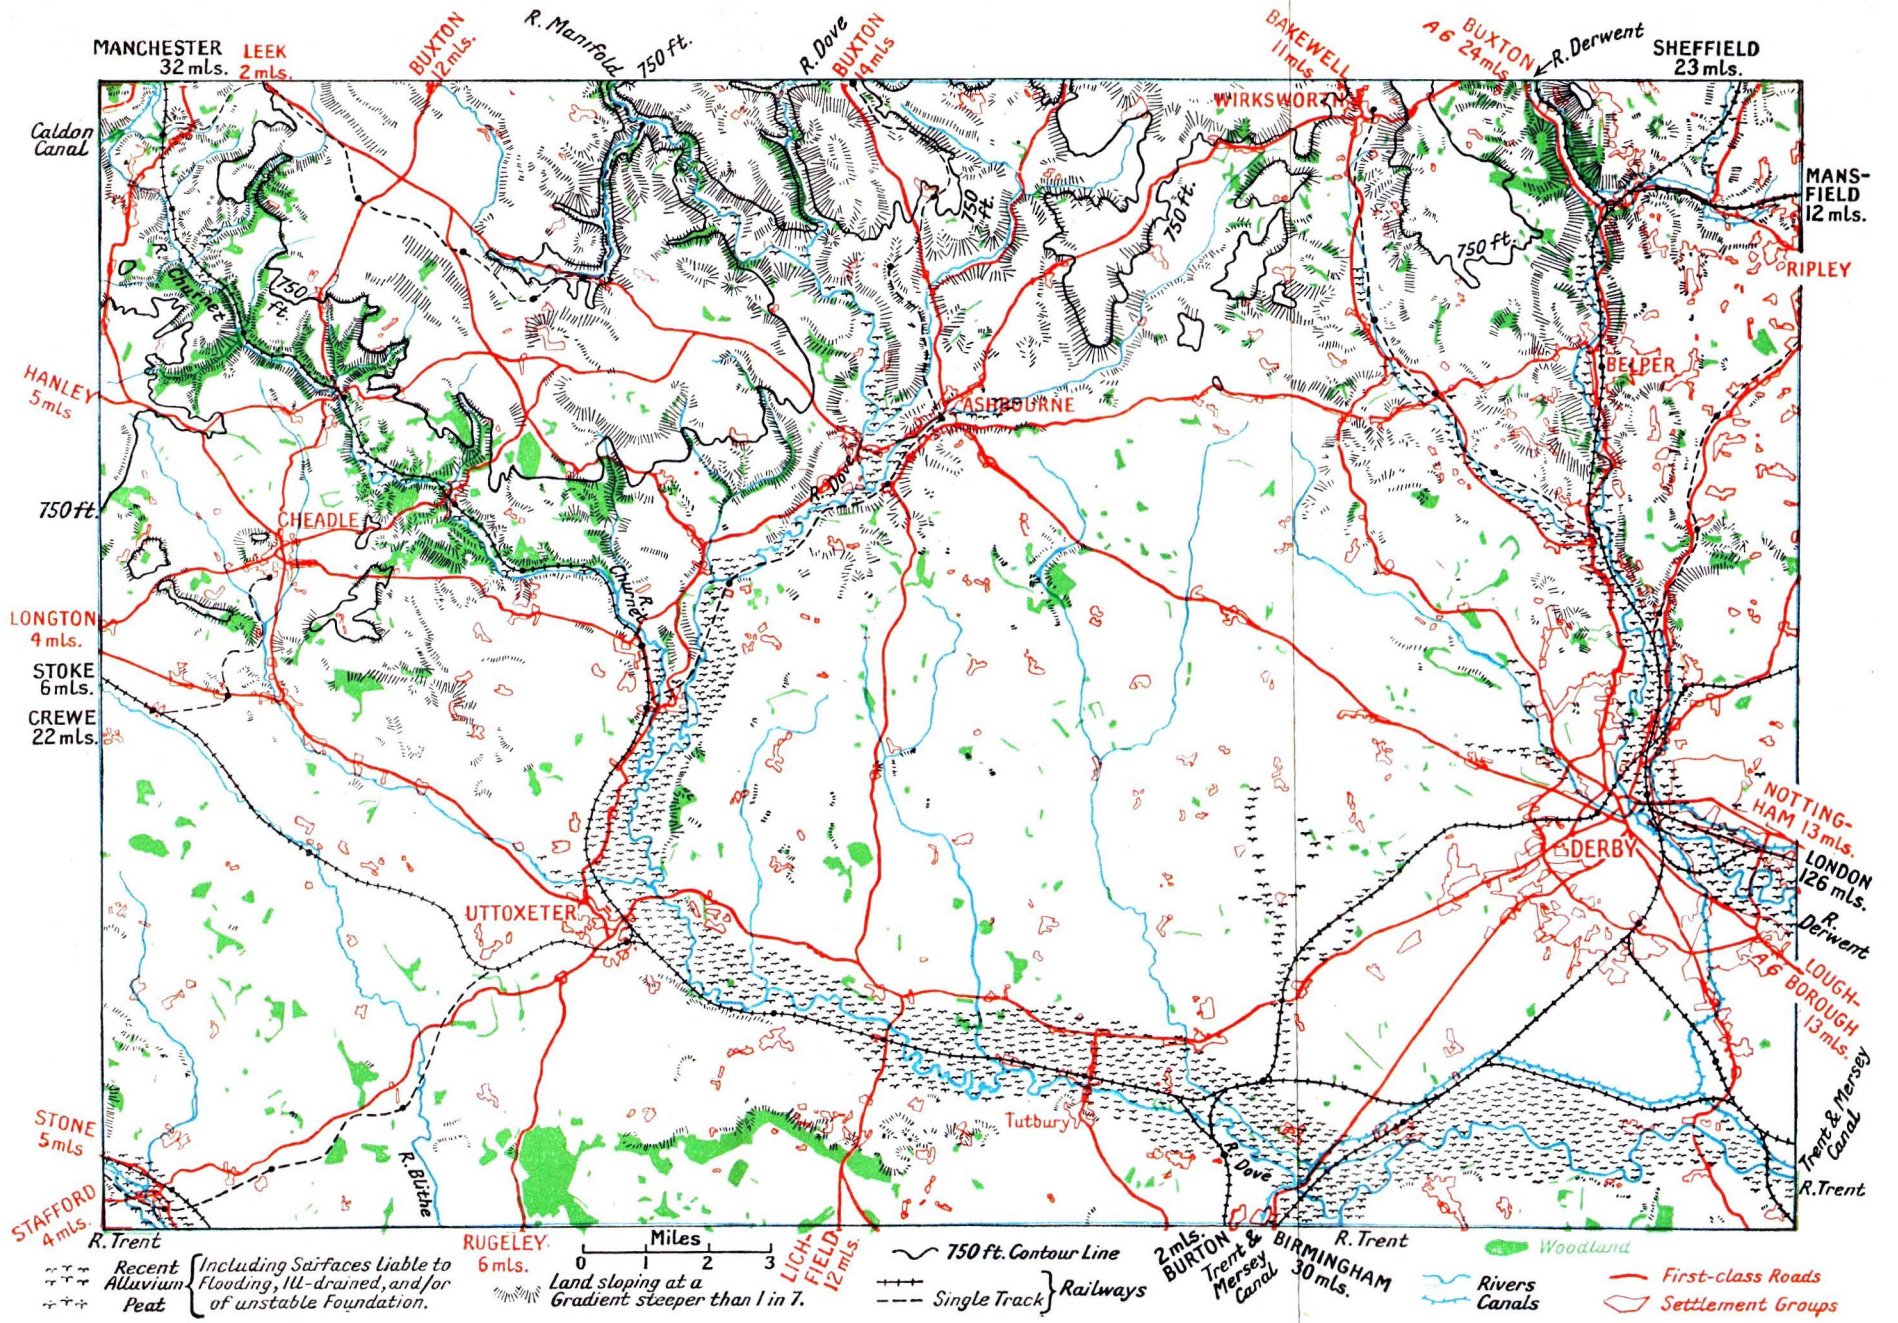 MANCHESTER
32 mls.
LEEK
2 mls.
BUXTON
12 mls.
R. Manifold
750 ft.
R. Dove
BUXTON
14 mls
BAKEWELL
11 mls.
A6 24 mls.
BUXTON
R. Derwent
SHEFFIELD
23 mls.
Caldon
Canal
WIRKSWORTH
MANS-
FIELD
12 mls.
750
ft.
750 ft.
750 ft.
RIPLEY
R. Churnet
750
ft.
HANLEY
5 mls
BELPER
ASHBOURNE
R. Dove
750 ft.
CHEADLE
LONGTON
4 mls.
R. Churnet
STOKE
6 mls.
CREWE
22 mls.
NOTTING-
HAM 13 mls.
DERBY
LONDON
126 mls.
R.
Derwent
UTTOXETER
LOUGH-
A6 BOROUGH
13 mls.
Tutbury
Trent & Mersey
Canal
STONE
5 mls
R. Blithe
R. Dove
R. Trent
STAFFORD
4 mls.
R. Trent
RUGELEY
6 mls.
LICH-
FIELD
12 mls.
2 mls.
BURTON
Trent &
Mersey
Canal
BIRMINGHAM
30 mls.
R. Trent
Miles
0 1 2 3
Recent
Alluvium
Peat
Including Surfaces liable to
Flooding, Ill-drained, and/or
of unstable Foundation.
Land sloping at a
Gradient steeper than 1 in 7.
750 ft. Contour Line
Single Track
Railways
Woodland
Rivers
Canals
First-class Roads
Settlement Groups